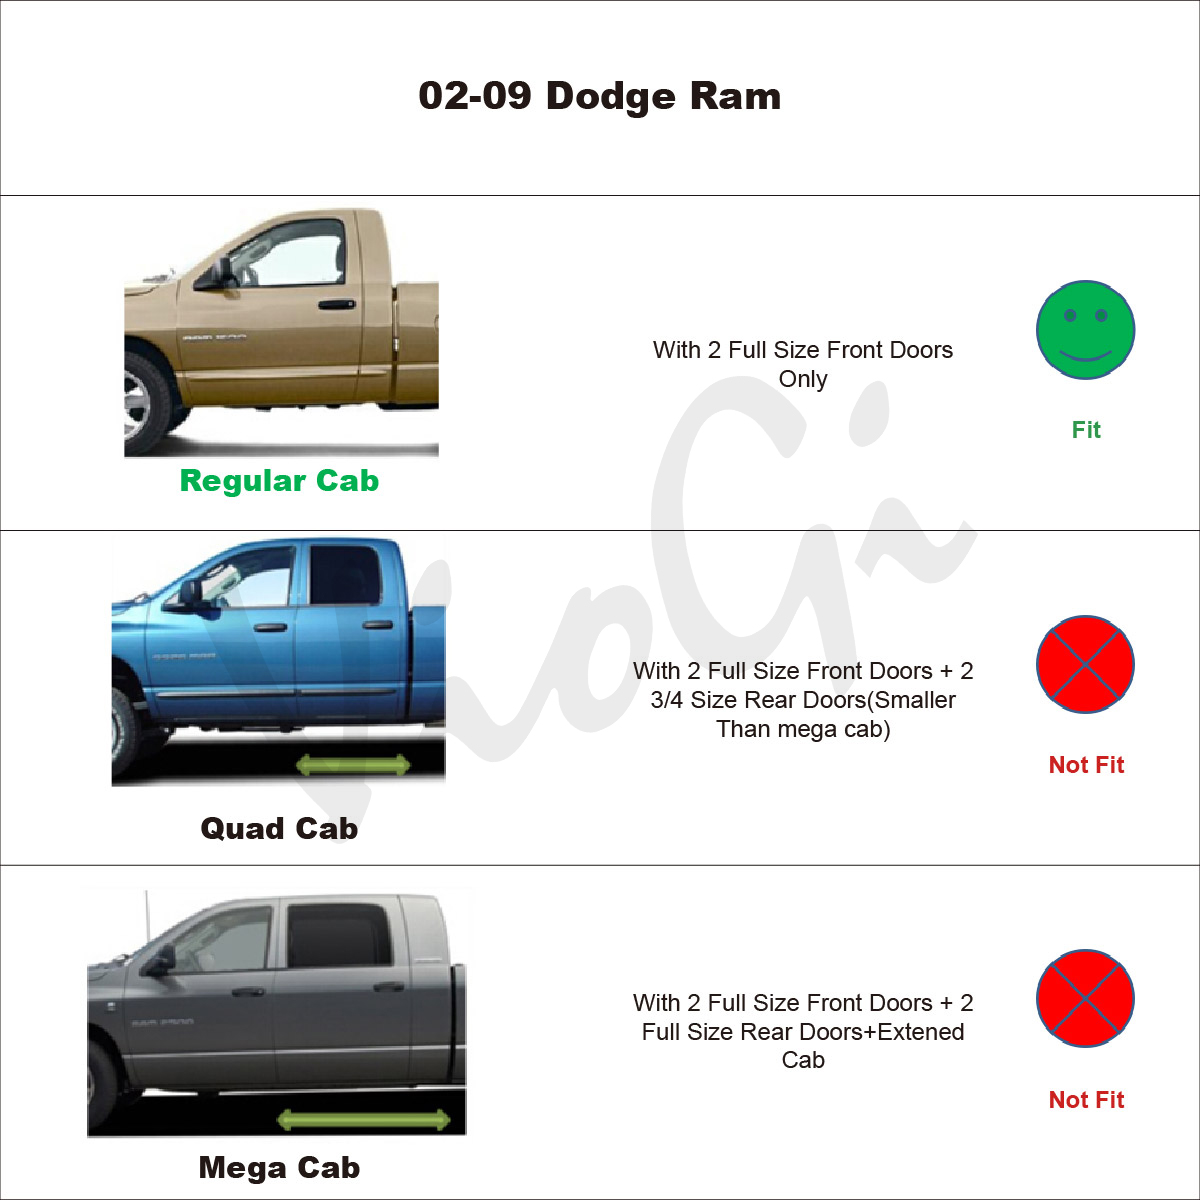 02-09 Dodge Ram
With 2 Full Size Front Doors
Only
Fit
Regular Cab
With 2 Full Size Front Doors + 2
3/4 Size Rear Doors(Smaller
Than mega cab)
Not Fit
Quad Cab
With 2 Full Size Front Doors + 2
Full Size Rear Doors+Extened
Cab
Not Fit
Mega Cab
VioGi